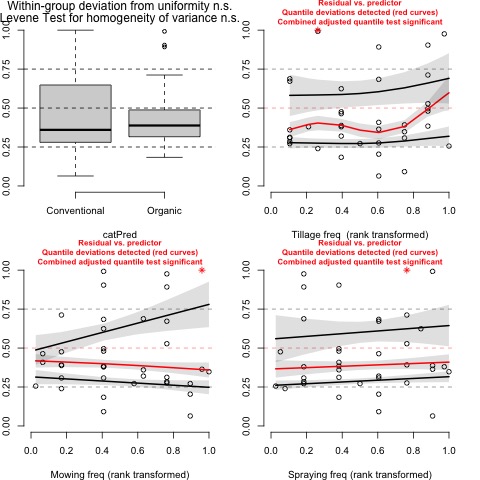 Within-group deviation from uniformity n.s.
Levene Test for homogeneity of variance n.s.
0.00 0.25 0.50 0.75 1.00
Conventional Organic
catPred
Residual vs. predictor
Quantile deviations detected (red curves)
Combined adjusted quantile test significant
0.00 0.25 0.50 0.75 1.00
0.0 0.2 0.4 0.6 0.8 1.0
Tillage freq (rank transformed)
Residual vs. predictor
Quantile deviations detected (red curves)
Combined adjusted quantile test significant
0.00 0.25 0.50 0.75 1.00
0.0 0.2 0.4 0.6 0.8 1.0
Mowing freq (rank transformed)
Residual vs. predictor
Quantile deviations detected (red curves)
Combined adjusted quantile test significant
0.00 0.25 0.50 0.75 1.00
0.0 0.2 0.4 0.6 0.8 1.0
Spraying freq (rank transformed)